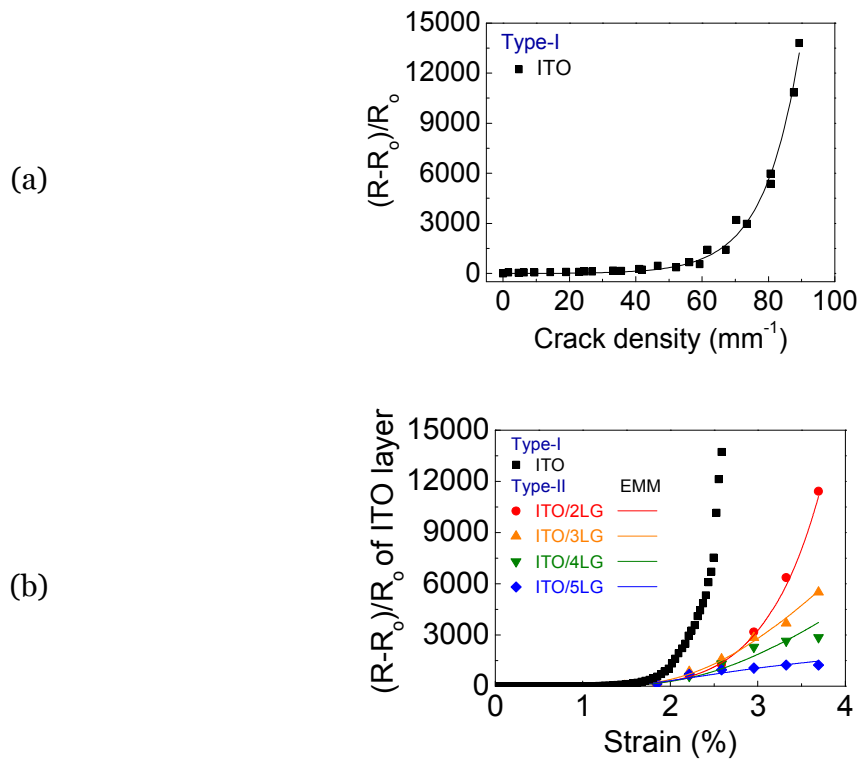 (a)
Type-I
ITO
(R-Ro)/Ro
15000
12000
9000
6000
3000
0
0 20 40 60 80 100
Crack density (mm-1)
(b)
(R-Ro)/Ro of ITO layer
15000
12000
9000
6000
3000
0
Type-I
ITO
Type-II EMM
ITO/2LG
ITO/3LG
ITO/4LG
ITO/5LG
0 1 2 3 4
Strain (%)